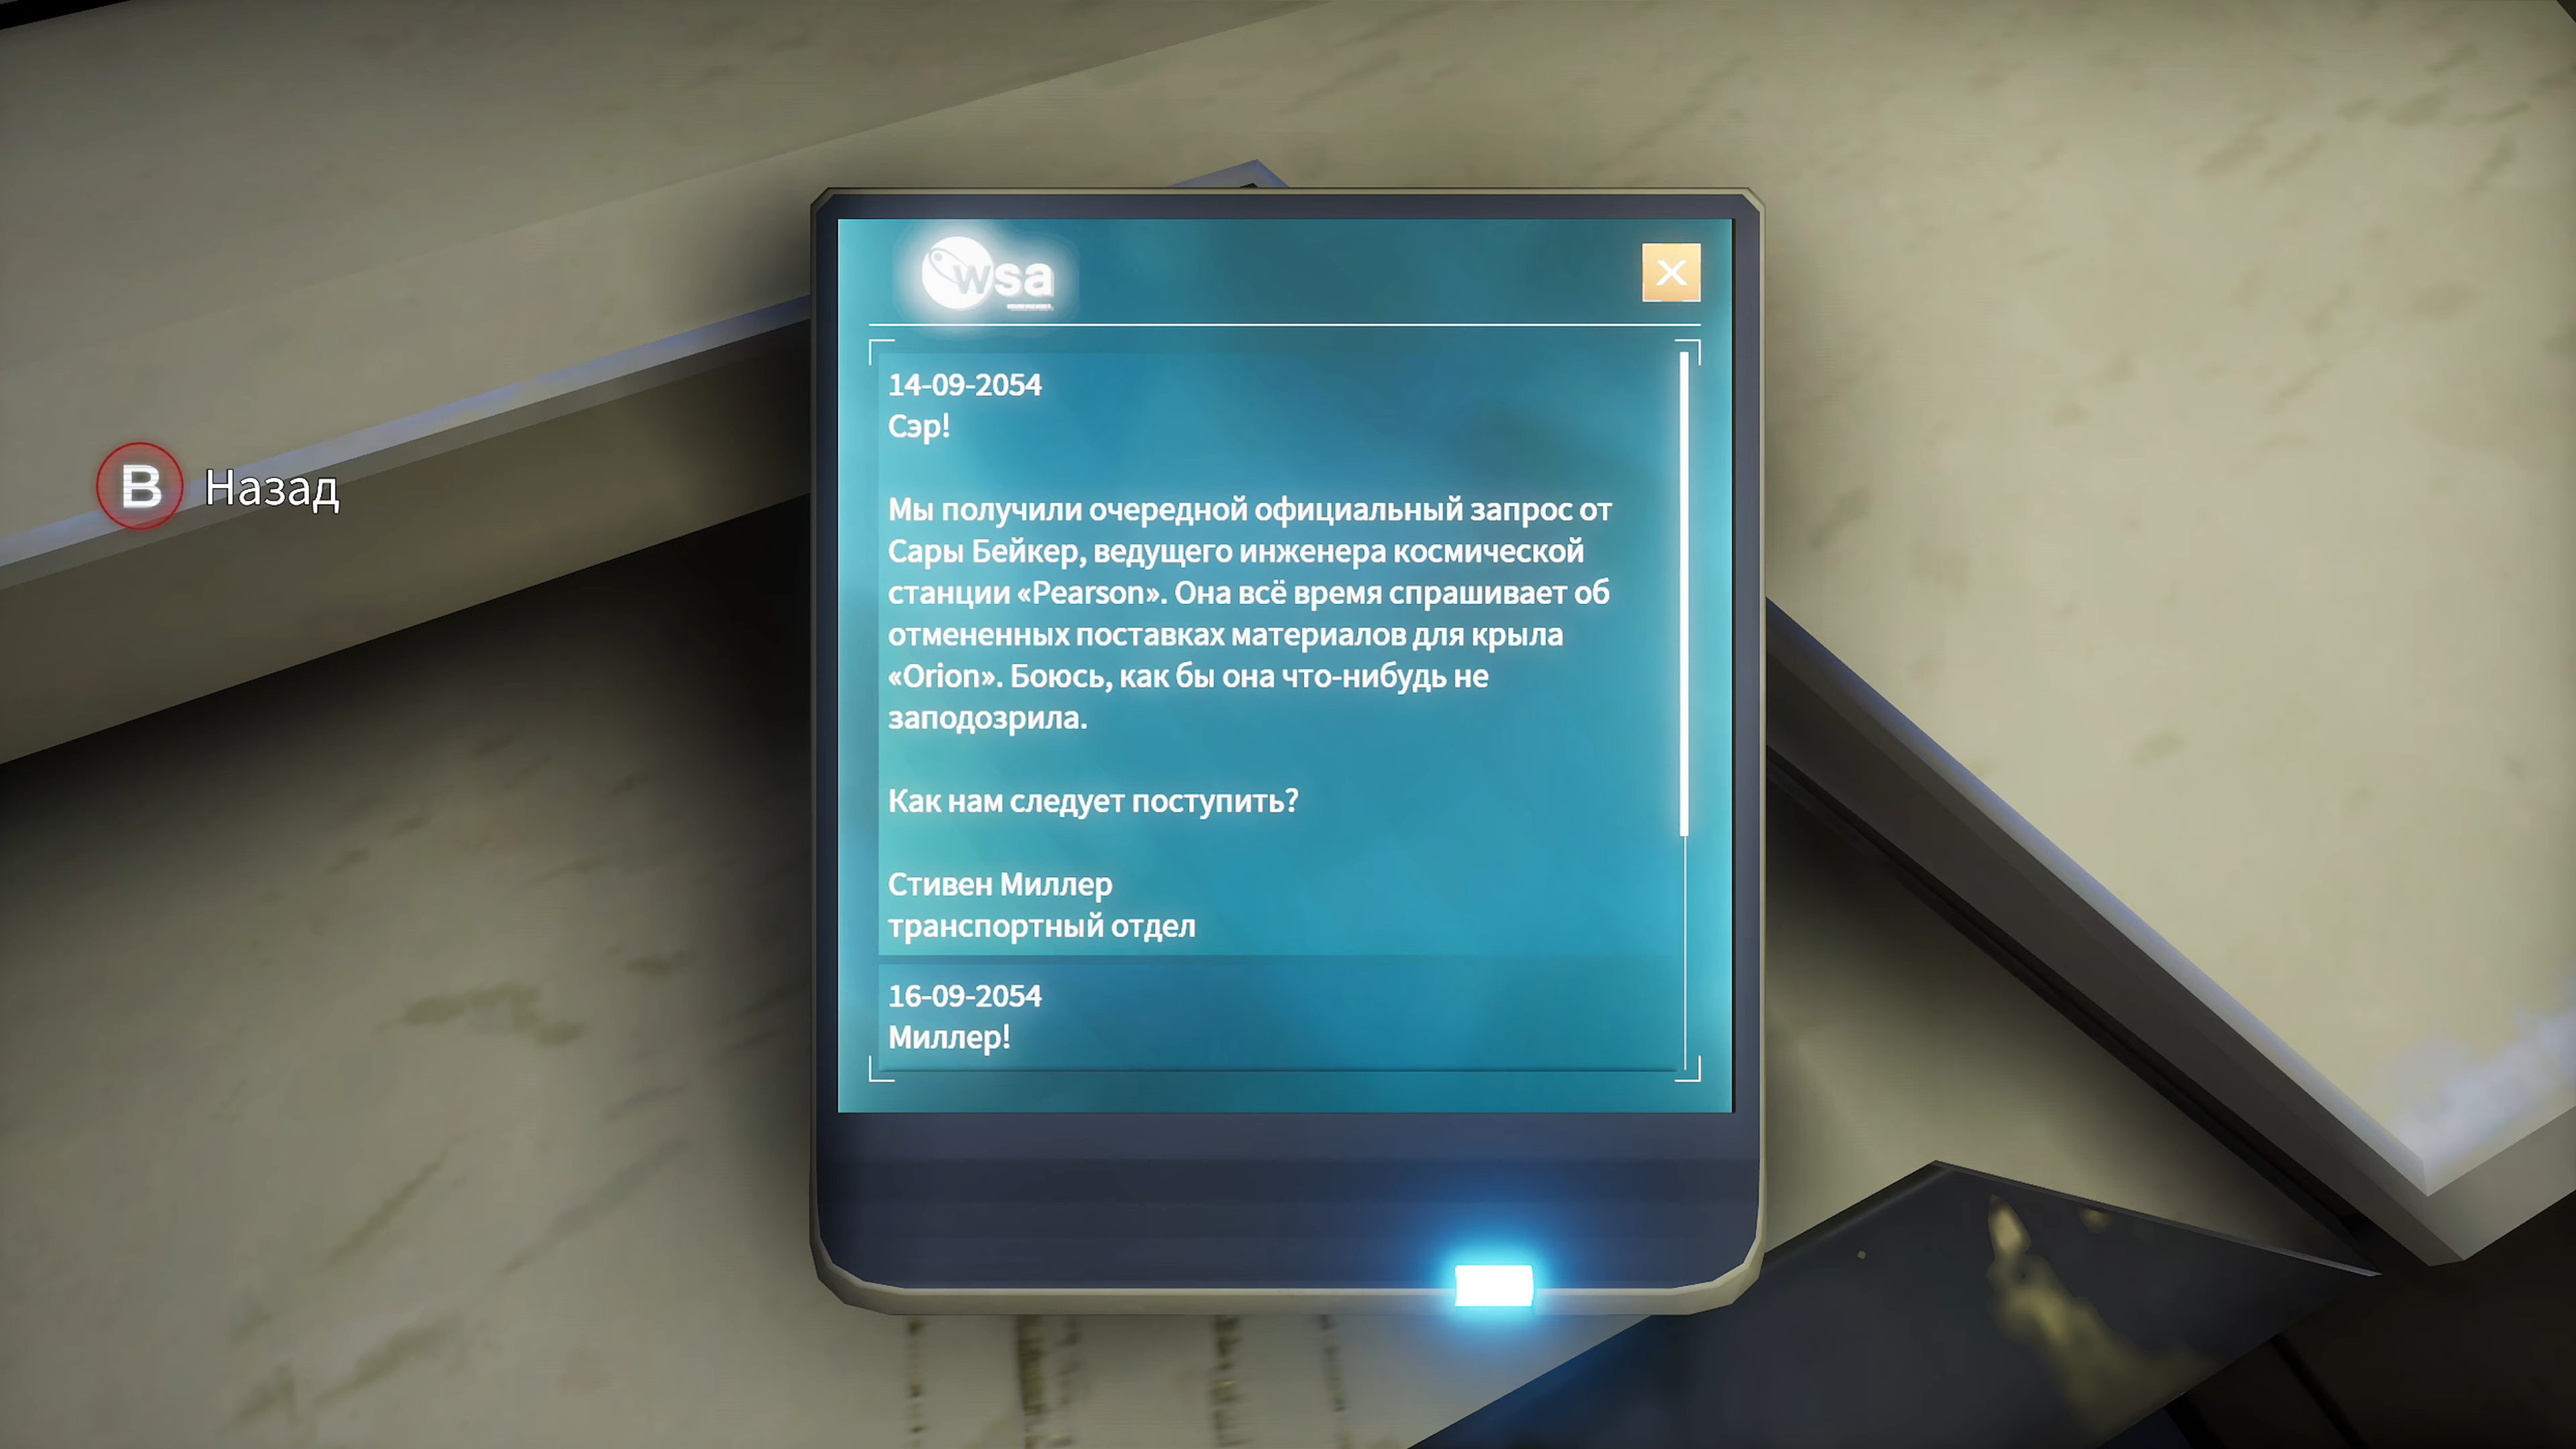 wsa
14-09-2054
Сэр!
Мы получили очередной официальный запрос от
Сары Бейкер, ведущего инженера космической
станции «Pearson». Она всё время спрашивает об
отмененных поставках материалов для крыла
«Orion». Боюсь, как бы она что-нибудь не
заподозрила.
Как нам следует поступить?
Стивен Миллер
транспортный отдел
16-09-2054
Миллер!
B Назад